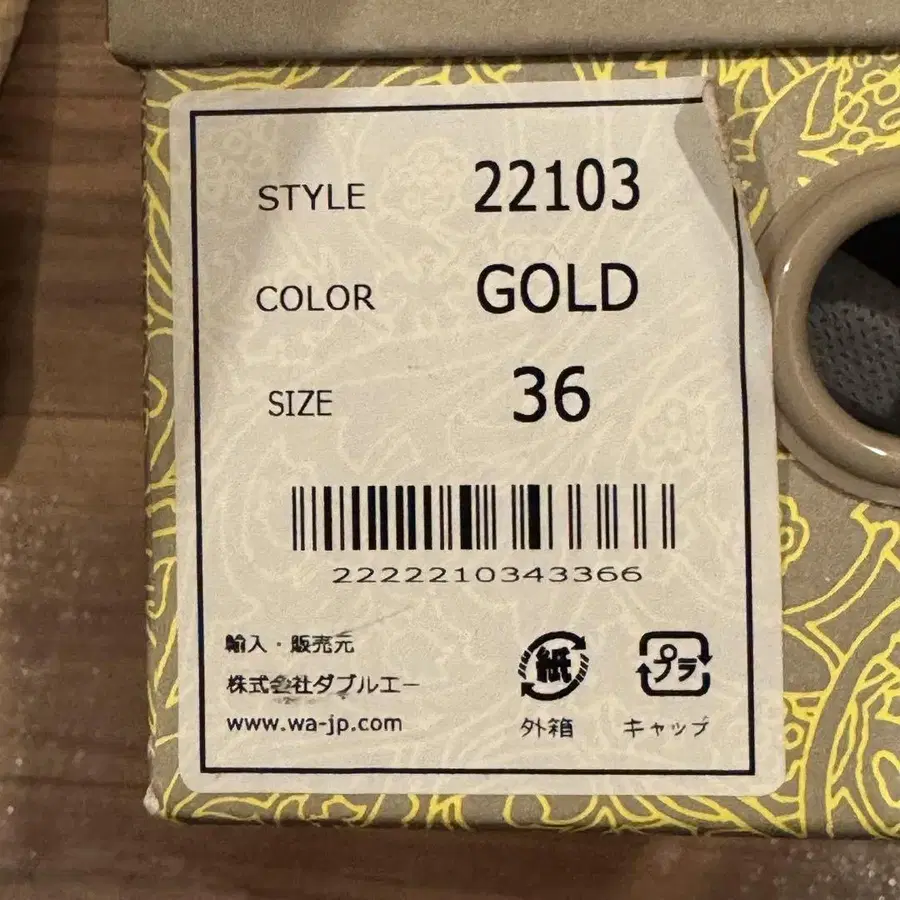 STYLE 22103
COLOR GOLD
SIZE 36
2222210343366
輸入・販売元
株式会社ダブルエー
www.wa-jp.com
紙 プラ
外箱 キャップ